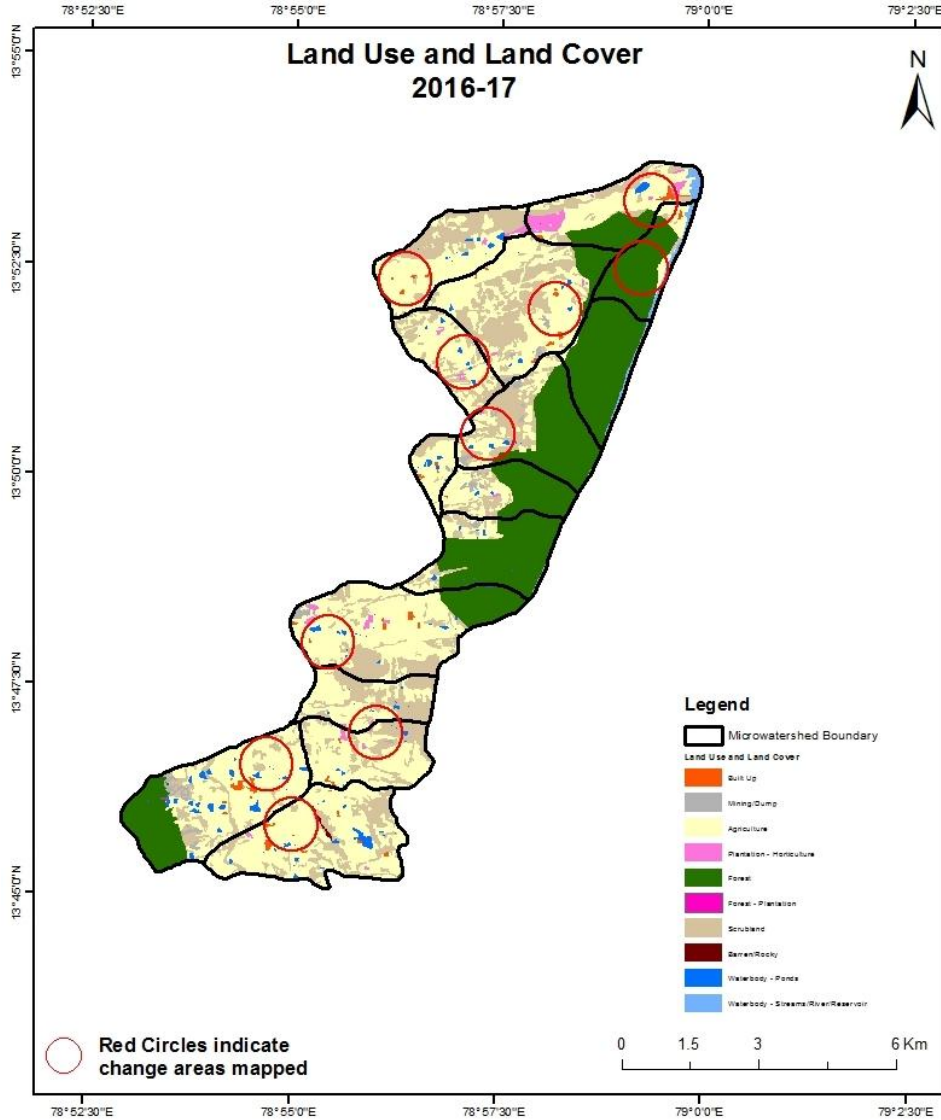 78°52'30"E 78°55'0"E 78°57'30"E 79°0'0"E 79°2'30"E
Land Use and Land Cover
2016-17
N
13°55'0"N
13°52'30"N
13°50'0"N
13°47'30"N
13°45'0"N
Legend
Microwatershed Boundary
Land Use and Land Cover
Built Up
Mining/Dump
Agriculture
Plantation - Horticulture
Forest
Forest - Plantation
Scrubland
Barren/Rocky
Waterbody - Ponds
Waterbody - Streams/River/Reservoir
Red Circles indicate
change areas mapped
0 1.5 3 6 Km
78°52'30"E 78°55'0"E 78°57'30"E 79°0'0"E 79°2'30"E